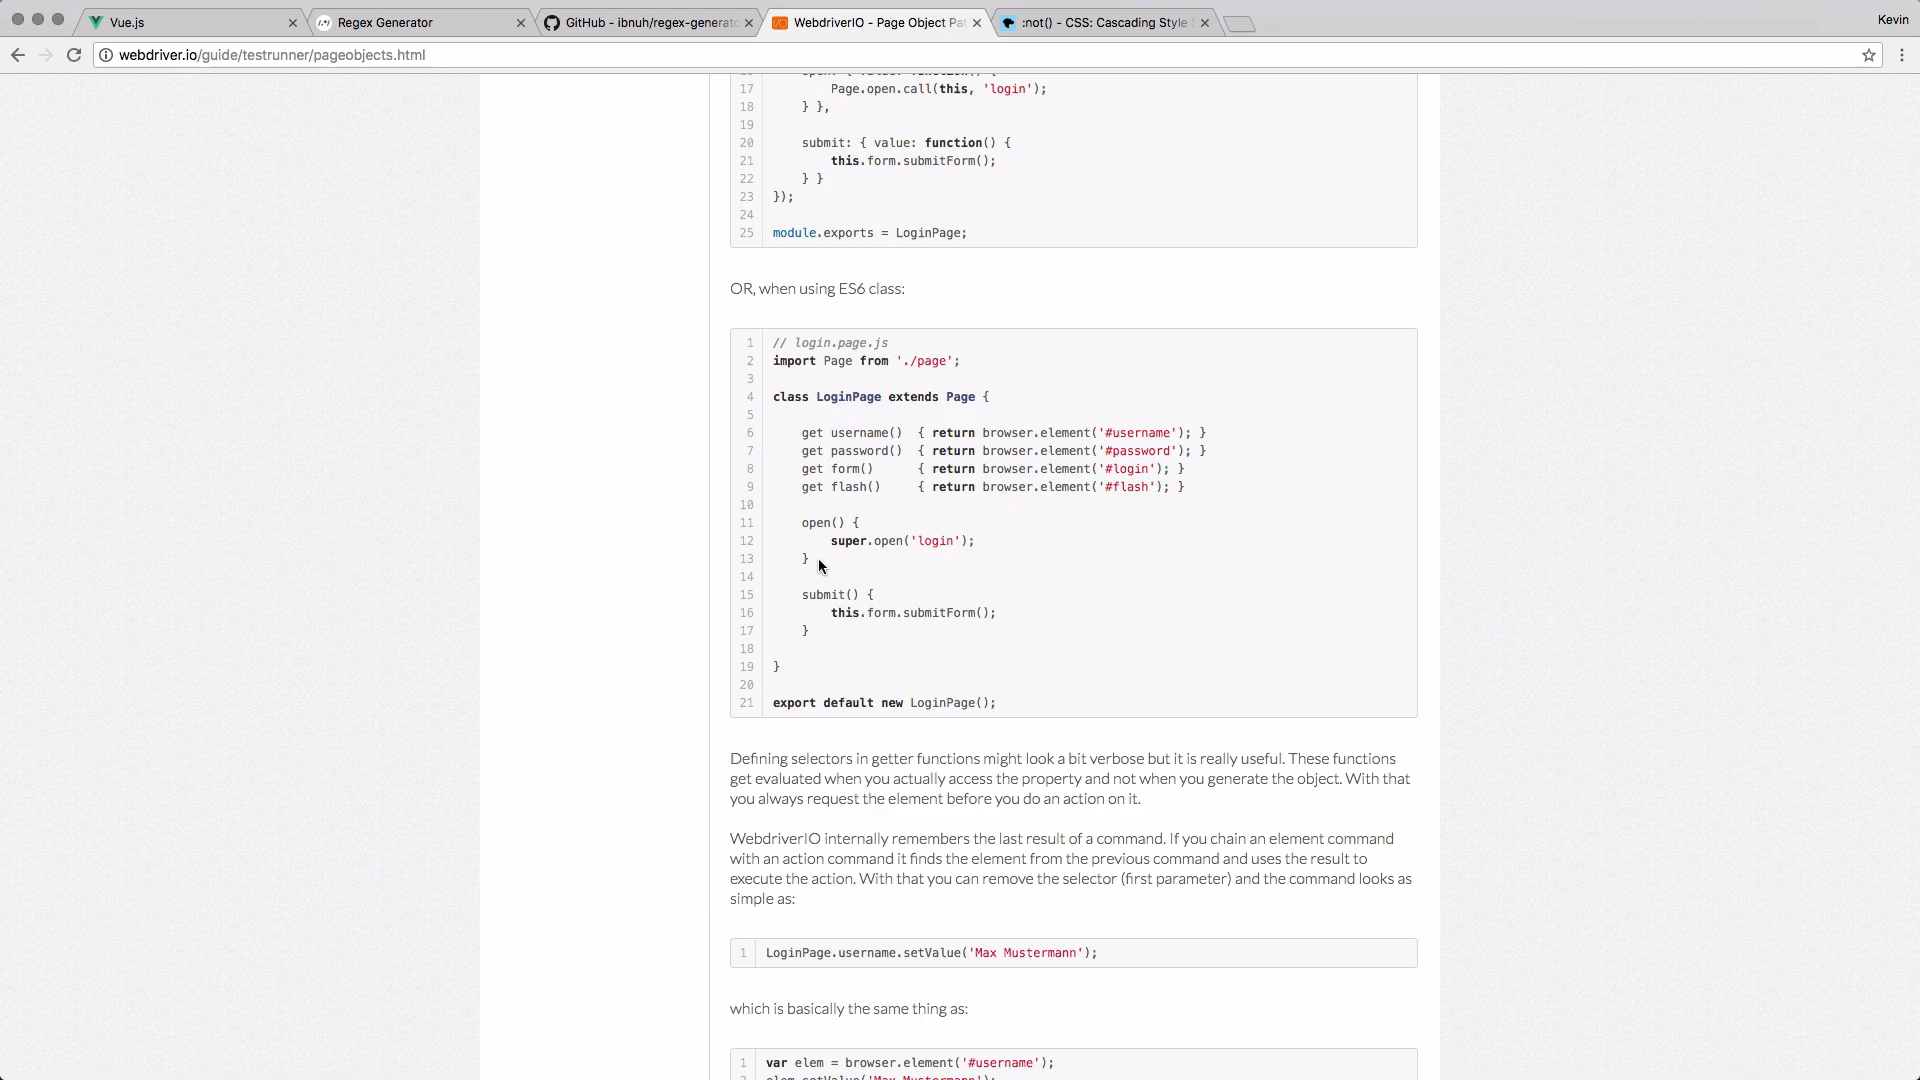 Vue.js
Regex Generator
GitHub - ibnuh/regex-generato
WebdriverIO - Page Object Pat
:not() - CSS: Cascading Style S
Kevin
webdriver.io/guide/testrunner/pageobjects.html
17 Page.open.call(this, 'login');
18 } },
19
20 submit: { value: function() {
21 this.form.submitForm();
22 } }
23 });
24
25 module.exports = LoginPage;
OR, when using ES6 class:
1 // login.page.js
2 import Page from './page';
3
4 class LoginPage extends Page {
5
6 get username() { return browser.element('#username'); }
7 get password() { return browser.element('#password'); }
8 get form() { return browser.element('#login'); }
9 get flash() { return browser.element('#flash'); }
10
11 open() {
12 super.open('login');
13 }
14
15 submit() {
16 this.form.submitForm();
17 }
18
19 }
20
21 export default new LoginPage();
Defining selectors in getter functions might look a bit verbose but it is really useful. These functions
get evaluated when you actually access the property and not when you generate the object. With that
you always request the element before you do an action on it.
WebdriverIO internally remembers the last result of a command. If you chain an element command
with an action command it finds the element from the previous command and uses the result to
execute the action. With that you can remove the selector (first parameter) and the command looks as
simple as:
1 LoginPage.username.setValue('Max Mustermann');
which is basically the same thing as:
1 var elem = browser.element('#username');
2 elem.setValue('Max Mustermann');